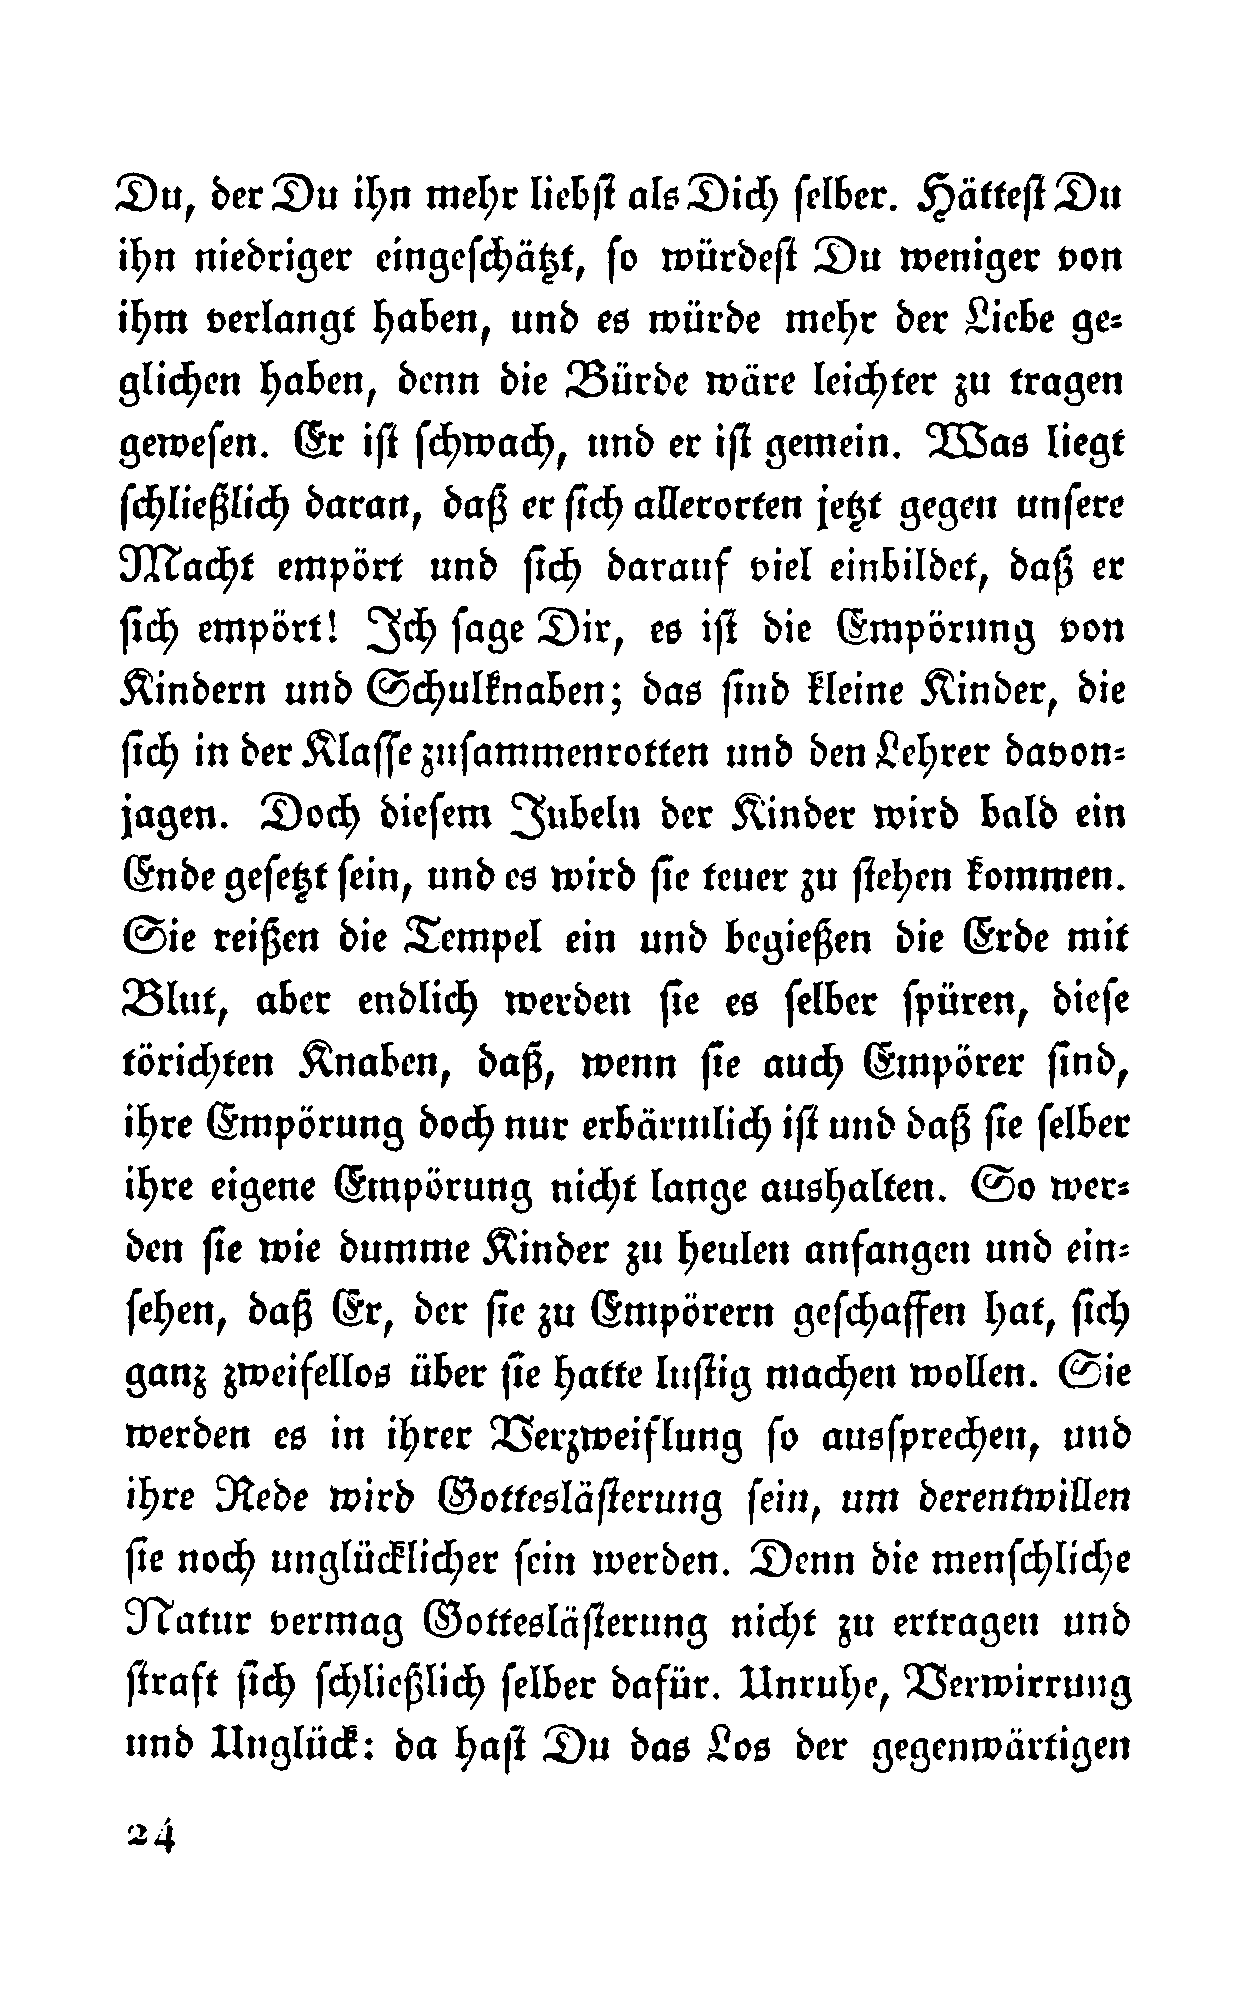 Du, der Du ihn mehr liebst als Dich selber. Hättest Du
ihn niedriger eingeschätzt, so würdest Du weniger von
ihm verlangt haben, und es würde mehr der Liebe ge-
glichen haben, denn die Bürde wäre leichter zu tragen
gewesen. Er ist schwach, und er ist gemein. Was liegt
schließlich daran, daß er sich allerorten jetzt gegen unsere
Macht empört und sich darauf viel einbildet, daß er
sich empört! Ich sage Dir, es ist die Empörung von
Kindern und Schulknaben; das sind kleine Kinder, die
sich in der Klasse zusammenrotten und den Lehrer davon-
jagen. Doch diesem Jubeln der Kinder wird bald ein
Ende gesetzt sein, und es wird sie teuer zu stehen kommen.
Sie reißen die Tempel ein und begießen die Erde mit
Blut, aber endlich werden sie es selber spüren, diese
törichten Knaben, daß, wenn sie auch Empörer sind,
ihre Empörung doch nur erbärmlich ist und daß sie selber
ihre eigene Empörung nicht lange aushalten. So wer-
den sie wie dumme Kinder zu heulen anfangen und ein-
sehen, daß Er, der sie zu Empörern geschaffen hat, sich
ganz zweifellos über sie hatte lustig machen wollen. Sie
werden es in ihrer Verzweiflung so aussprechen, und
ihre Rede wird Gotteslästerung sein, um derentwillen
sie noch unglücklicher sein werden. Denn die menschliche
Natur vermag Gotteslästerung nicht zu ertragen und
straft sich schließlich selber dafür. Unruhe, Verwirrung
und Unglück: da hast Du das Los der gegenwärtigen
24